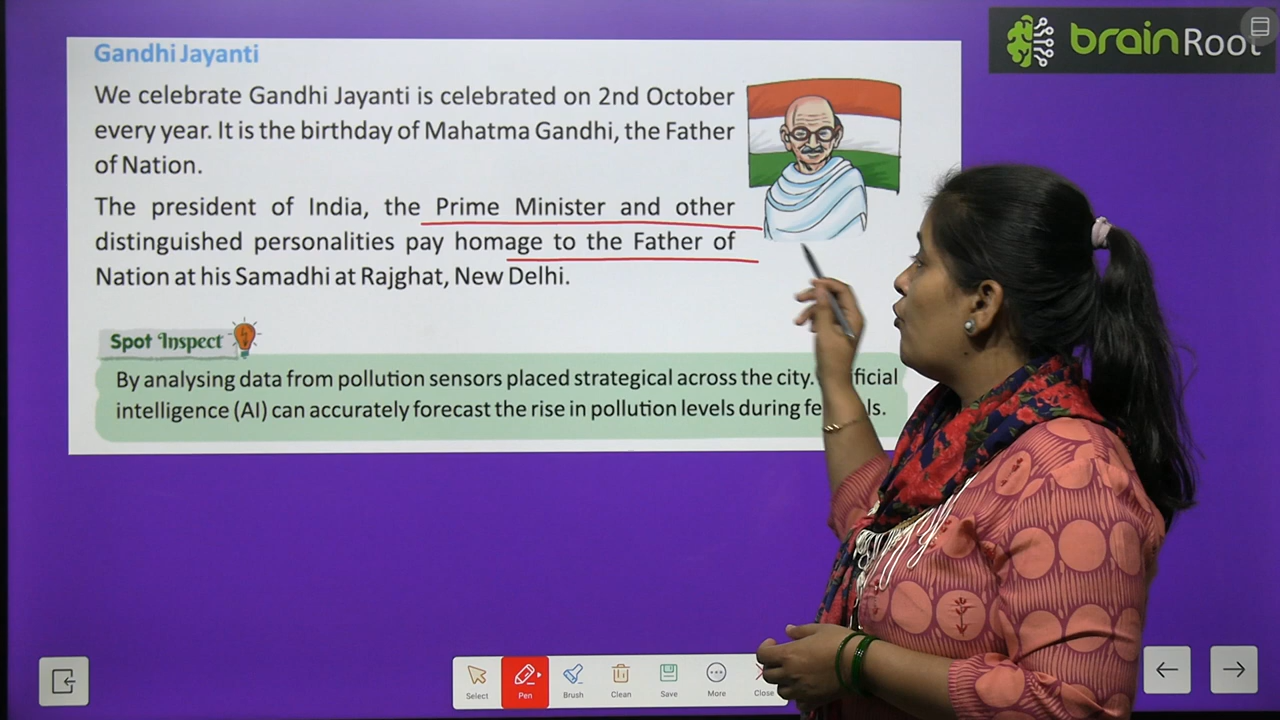 Gandhi Jayanti
We celebrate Gandhi Jayanti is celebrated on 2nd October
every year. It is the birthday of Mahatma Gandhi, the Father
of Nation.
The president of India, the Prime Minister and other
distinguished personalities pay homage to the Father of
Nation at his Samadhi at Rajghat, New Delhi.
Spot Inspect
By analysing data from pollution sensors placed strategical across the city.
intelligence (AI) can accurately forecast the rise in pollution levels during
brainRoot
Select
Pen
Brush
Clean
Save
More
Close